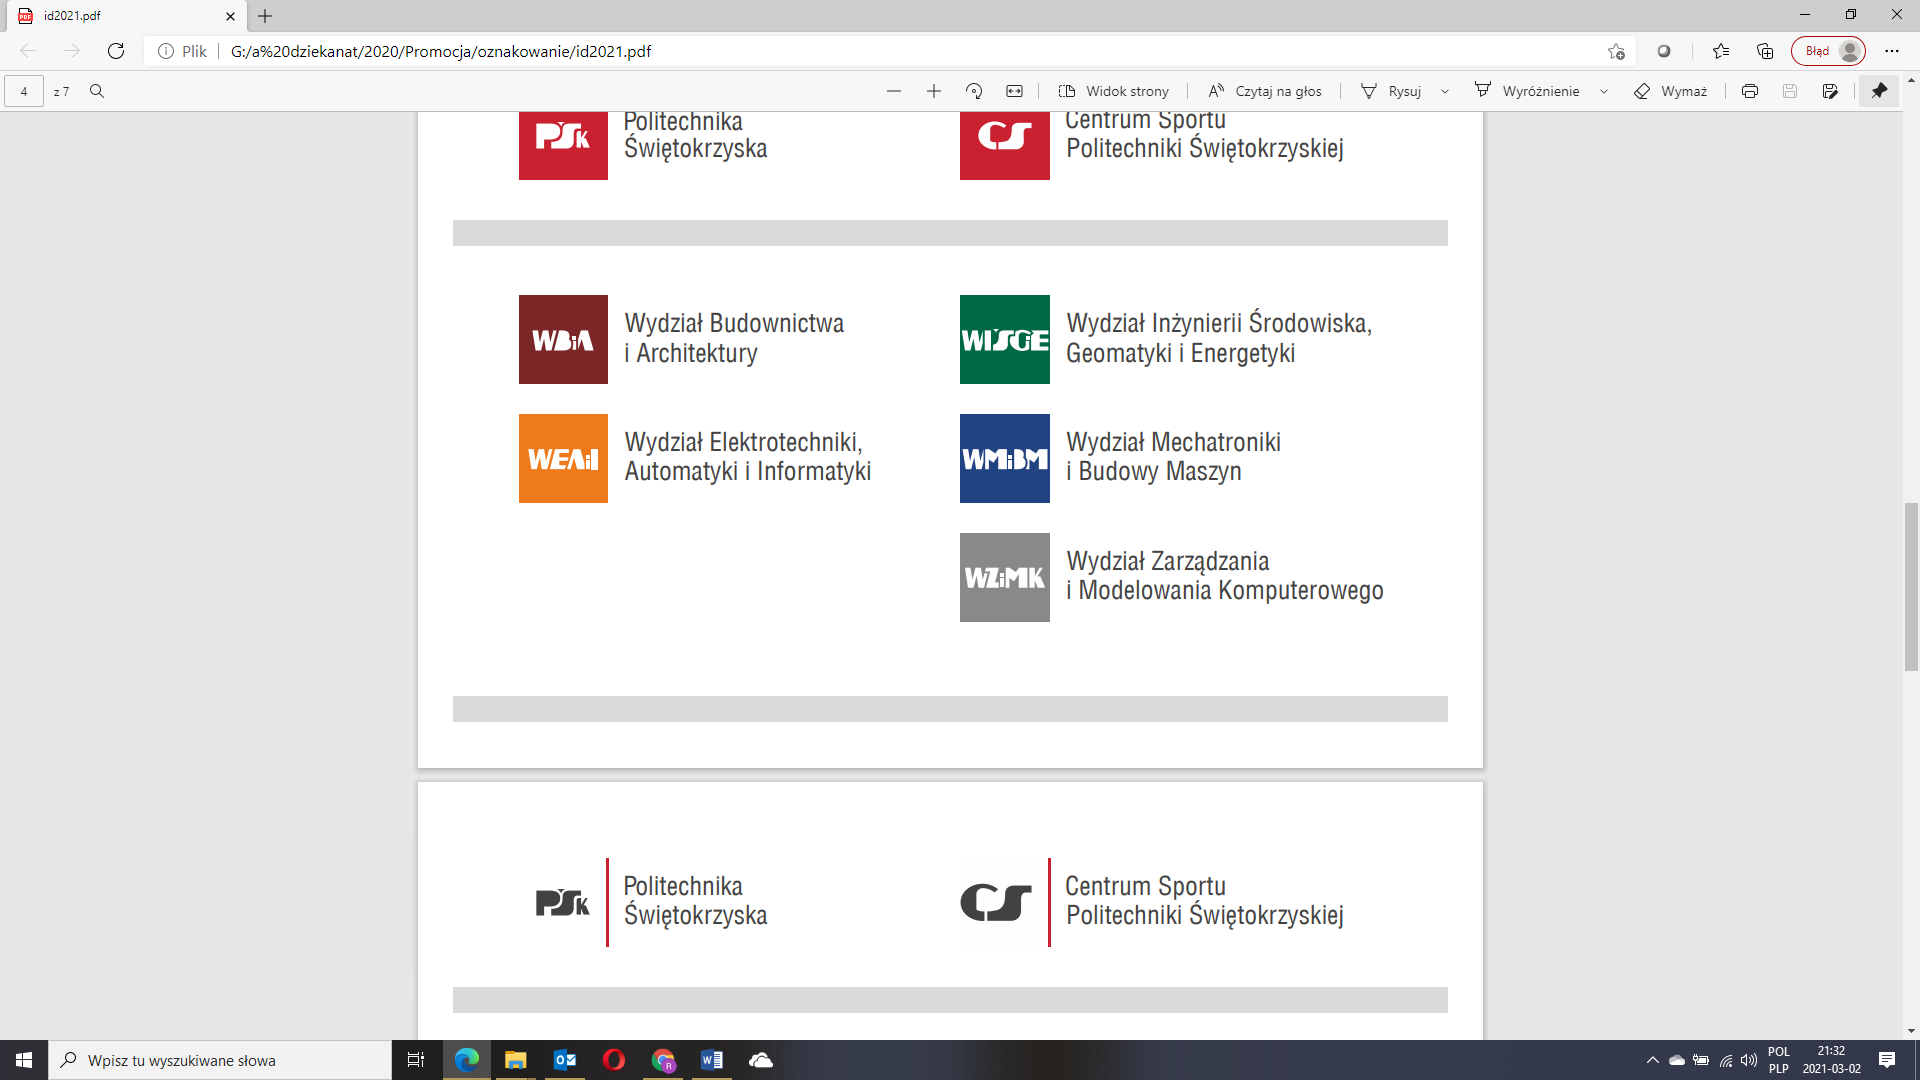 id2021.pdf
Plik
G:/a%20dziekanat/2020/Promocja/oznakowanie/id2021.pdf
Błąd
4
z 7
Widok strony
Czytaj na głos
Rysuj
Wyróżnienie
Wymaż
PŚk
Politechnika
Świętokrzyska
CS
Centrum Sportu
Politechniki Świętokrzyskiej
WBiA
Wydział Budownictwa
i Architektury
WIŚGiE
Wydział Inżynierii Środowiska,
Geomatyki i Energetyki
WEAiI
Wydział Elektrotechniki,
Automatyki i Informatyki
WMiBM
Wydział Mechatroniki
i Budowy Maszyn
WZiMK
Wydział Zarządzania
i Modelowania Komputerowego
PŚk
Politechnika
Świętokrzyska
CS
Centrum Sportu
Politechniki Świętokrzyskiej
Wpisz tu wyszukiwane słowa
POL
PLP
21:32
2021-03-02